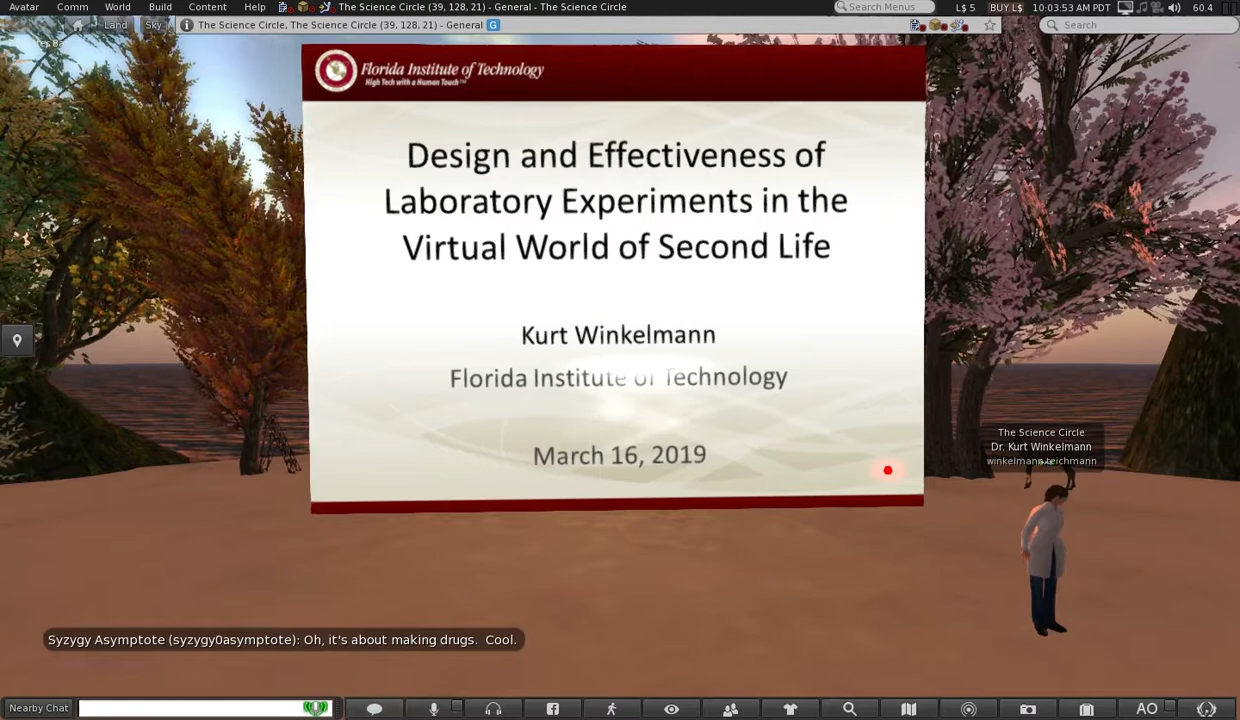 Avatar Comm World Build Content Help The Science Circle, The Science Circle (39, 128, 21) - General - The Science Circle Search Menus L$ 5 BUY L$ 10:03:53 AM PDT 60.4
Land Sky The Science Circle, The Science Circle (39, 128, 21) - General G Search
Florida Institute of Technology
High Tech with a Human Touch™
Design and Effectiveness of
Laboratory Experiments in the
Virtual World of Second Life
Kurt Winkelmann
Florida Institute of Technology
March 16, 2019
The Science Circle
Dr. Kurt Winkelmann
winkelmann.teichmann
Syzygy Asymptote (syzygy0asymptote): Oh, it's about making drugs. Cool.
Nearby Chat AO